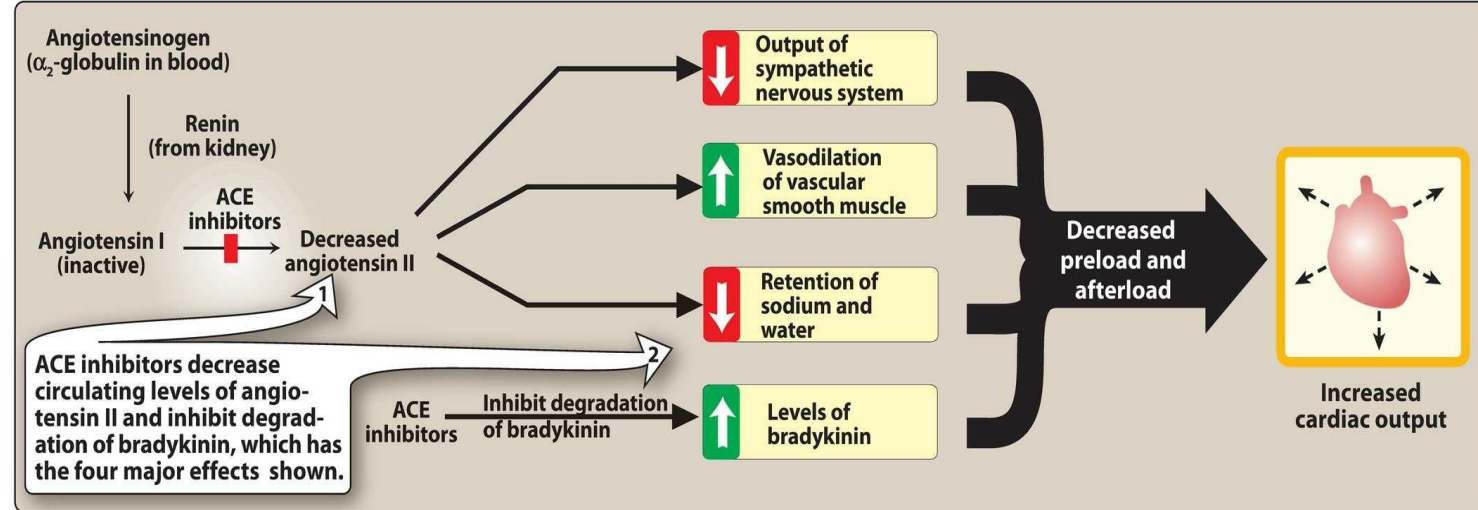 Angiotensinogen
(α₂-globulin in blood)
Renin
(from kidney)
ACE
inhibitors
Angiotensin I
(inactive)
Decreased
angiotensin II
1
ACE inhibitors decrease
circulating levels of angio-
tensin II and inhibit degrad-
ation of bradykinin, which has
the four major effects shown.
2
ACE
inhibitors
Inhibit degradation
of bradykinin
Output of
sympathetic
nervous system
Vasodilation
of vascular
smooth muscle
Retention of
sodium and
water
Levels of
bradykinin
Decreased
preload and
afterload
Increased
cardiac output